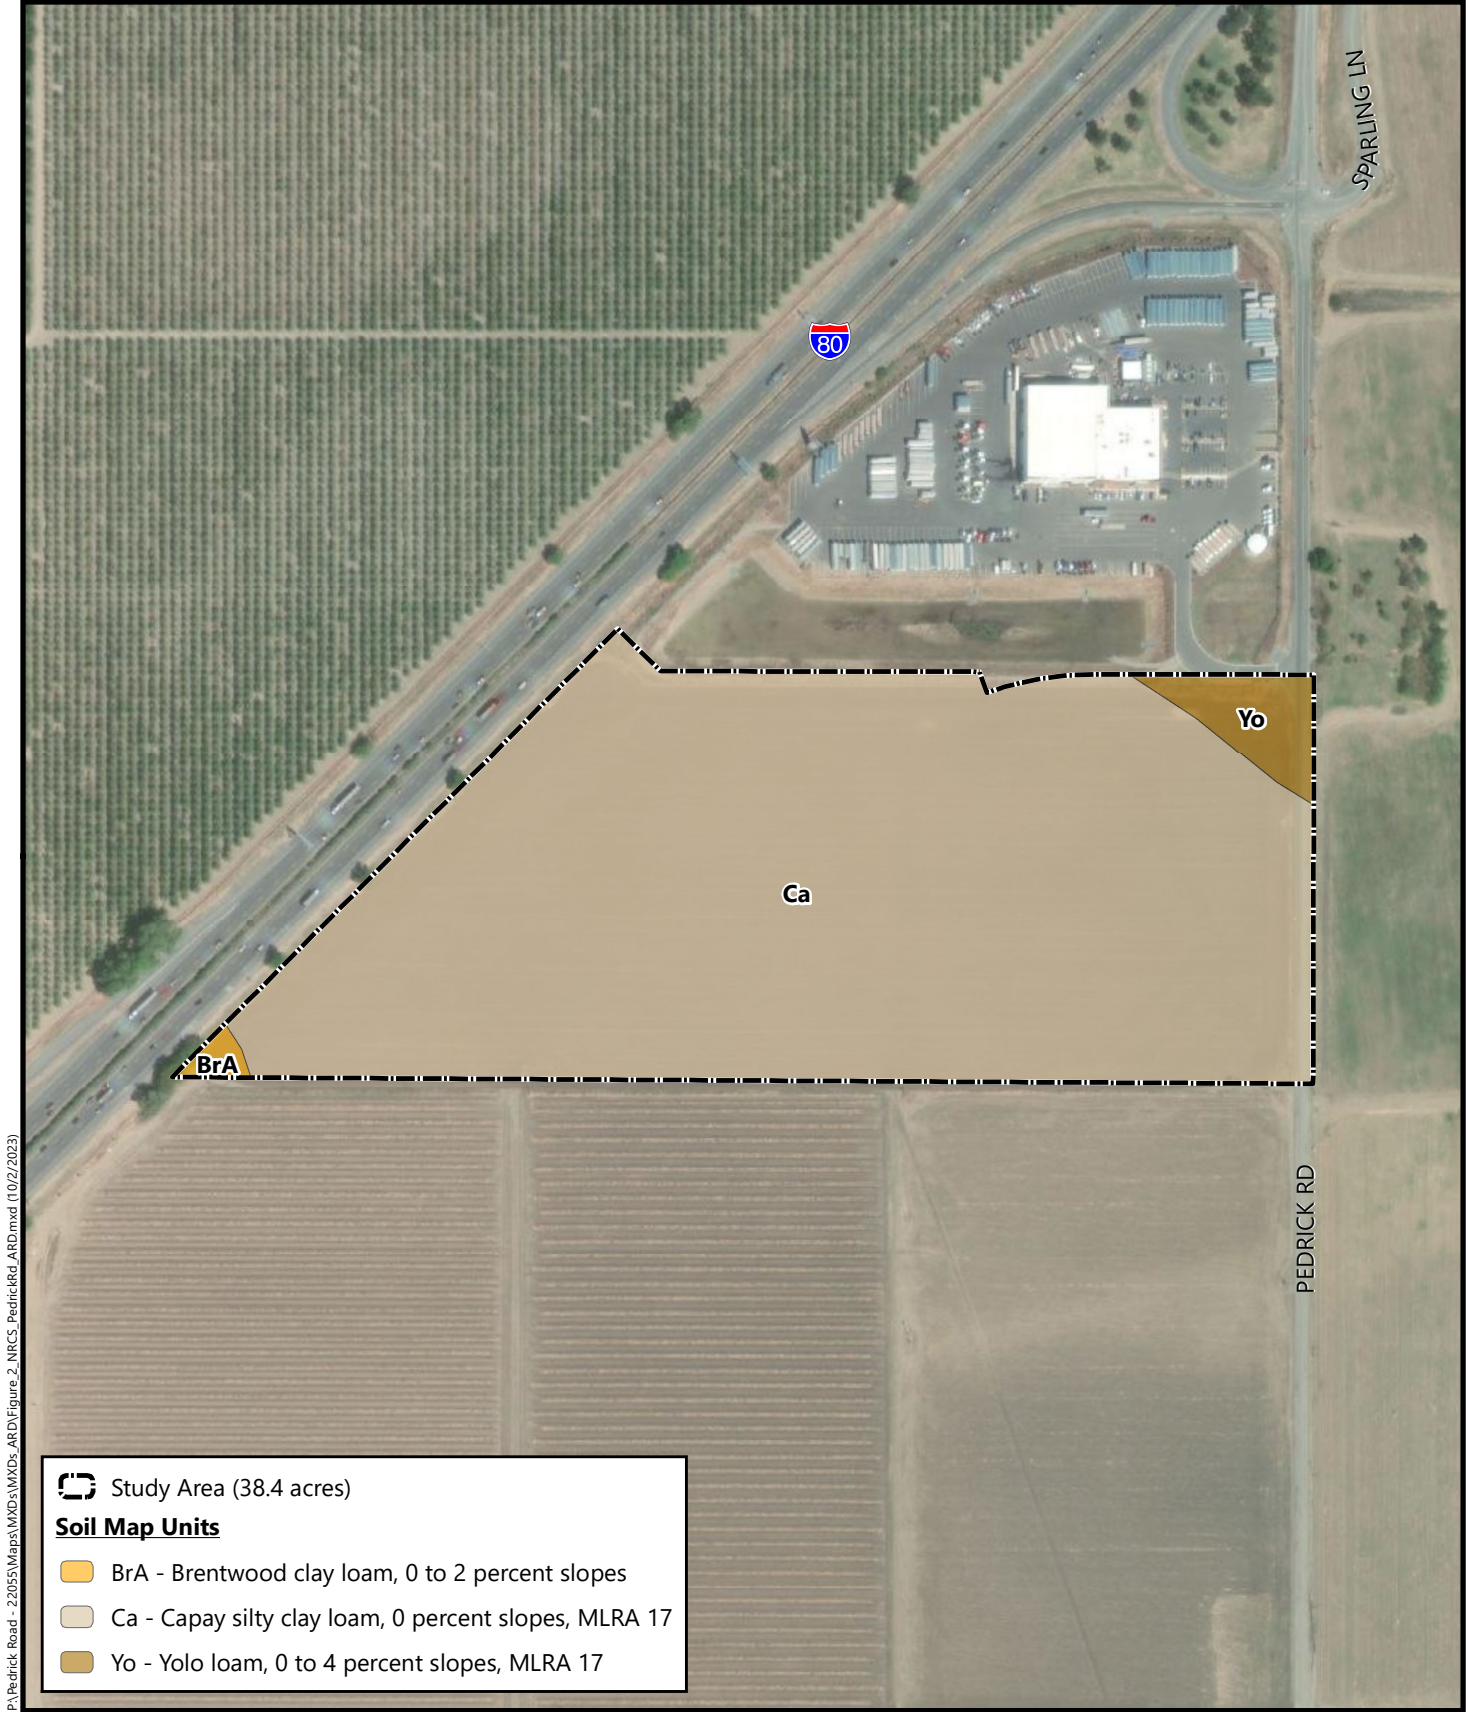 SPARLING LN
80
Yo
Ca
BrA
PEDRICK RD
P:\Pedrick Road - 22055\Maps\MXDs\MXDs_ARD\Figure_2_NRCS_PedrickRd_ARD.mxd (10/2/2023)
Study Area (38.4 acres)
Soil Map Units
BrA - Brentwood clay loam, 0 to 2 percent slopes
Ca - Capay silty clay loam, 0 percent slopes, MLRA 17
Yo - Yolo loam, 0 to 4 percent slopes, MLRA 17